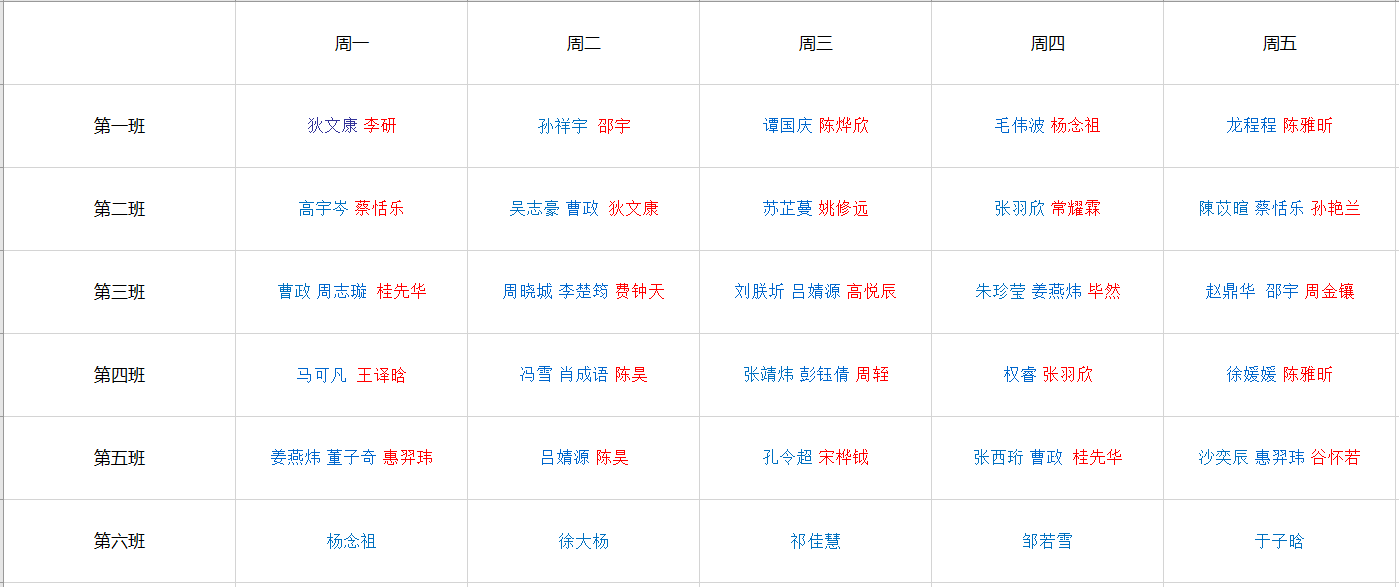 周一 周二 周三 周四 周五
第一班 狄文康 李研 孙祥宇 邵宇 谭国庆 陈烨欣 毛伟波 杨念祖 龙程程 陈雅昕
第二班 高宇岑 蔡恬乐 吴志豪 曹政 狄文康 苏芷蔓 姚修远 张羽欣 常耀霖 陳苡暄 蔡恬乐 孙艳兰
第三班 曹政 周志璇 桂先华 周晓城 李楚筠 费钟天 刘朕圻 吕婧源 高悦辰 朱珍莹 姜燕炜 毕然 赵鼎华 邵宇 周金镶
第四班 马可凡 王译晗 冯雪 肖成语 陈昊 张靖炜 彭钰倩 周轾 权睿 张羽欣 徐媛媛 陈雅昕
第五班 姜燕炜 董子奇 惠羿玮 吕婧源 陈昊 孔令超 宋桦钺 张西珩 曹政 桂先华 沙奕辰 惠羿玮 谷怀若
第六班 杨念祖 徐大杨 祁佳慧 邹若雪 于子晗